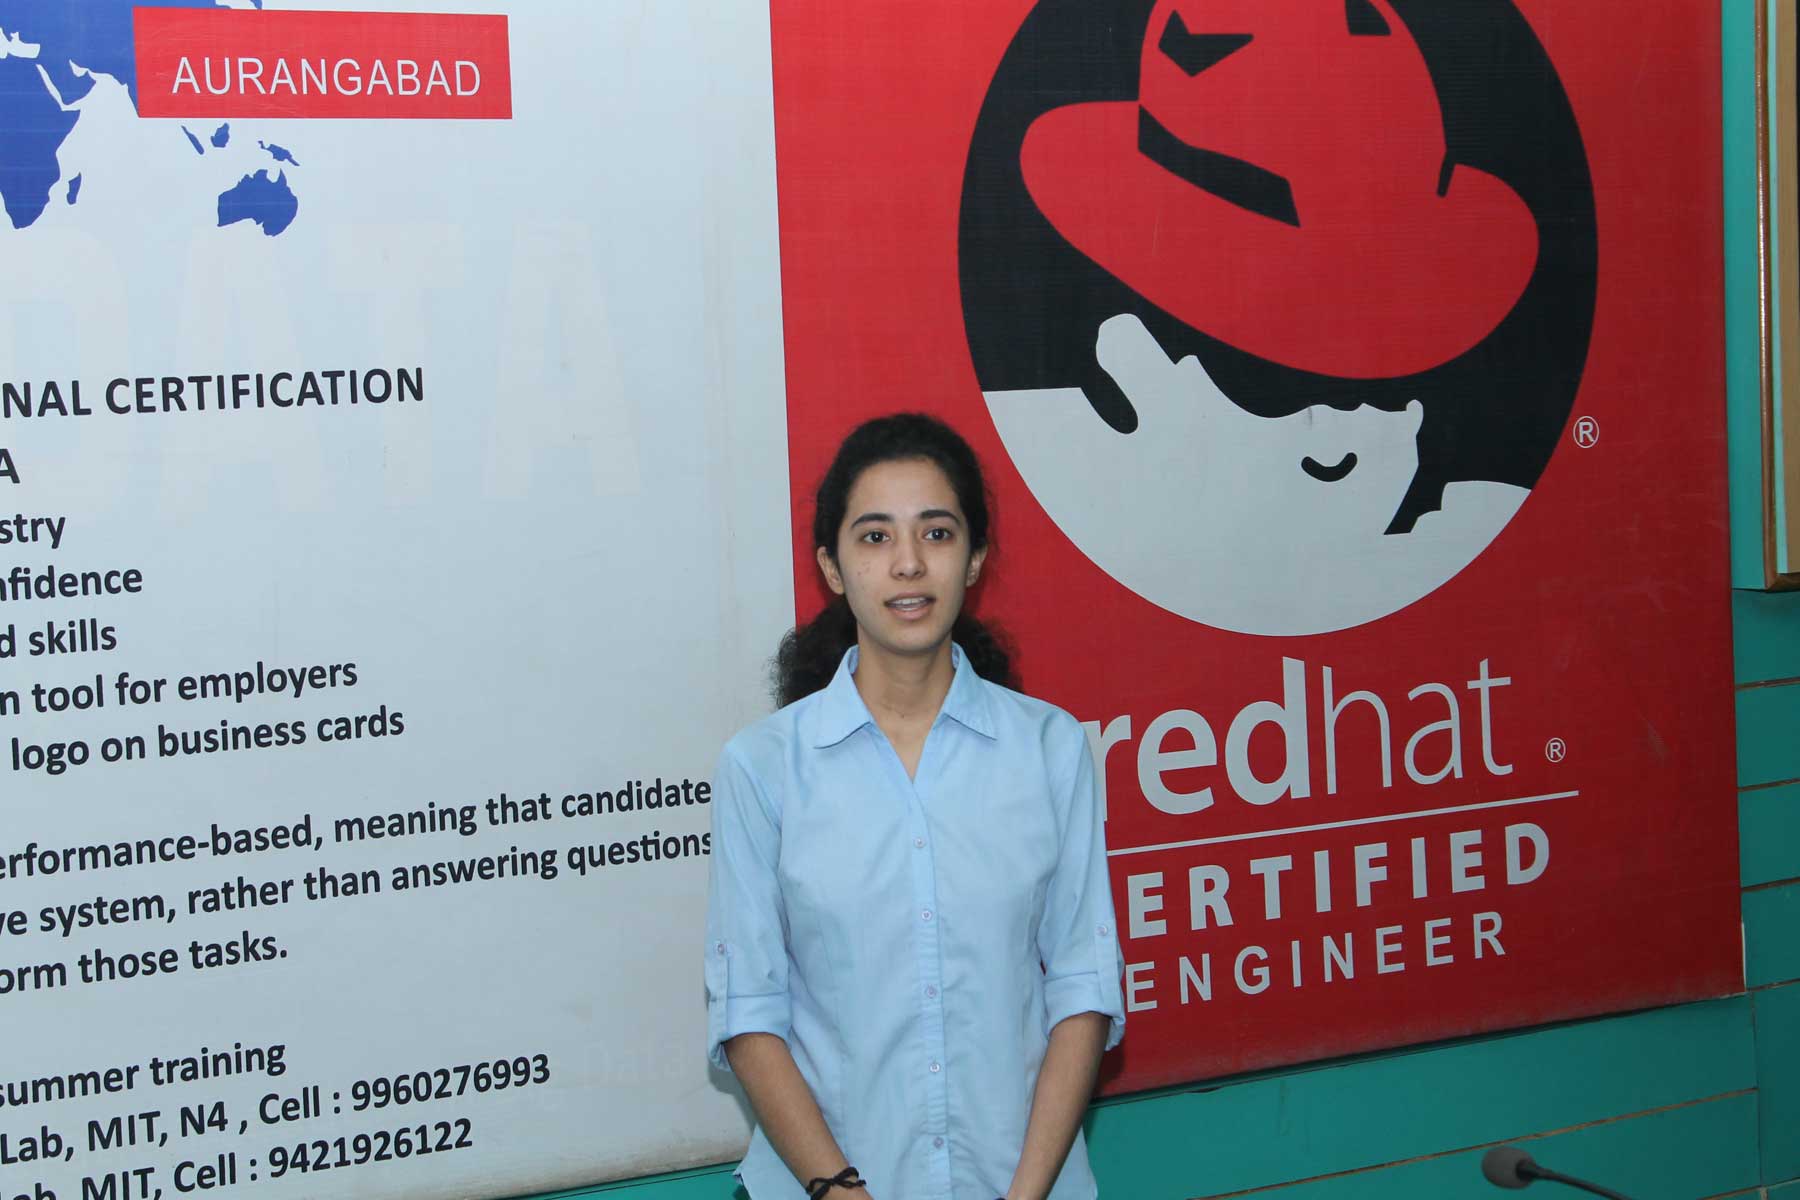 AURANGABAD
DATA
NAL CERTIFICATION
A
stry
nfidence
d skills
n tool for employers
logo on business cards
erformance-based, meaning that candidate
ve system, rather than answering questions
orm those tasks.
summer training
Lab, MIT, N4 , Cell : 9960276993
Lab, MIT, Cell : 9421926122
®
redhat ®
ERTIFIED
ENGINEER